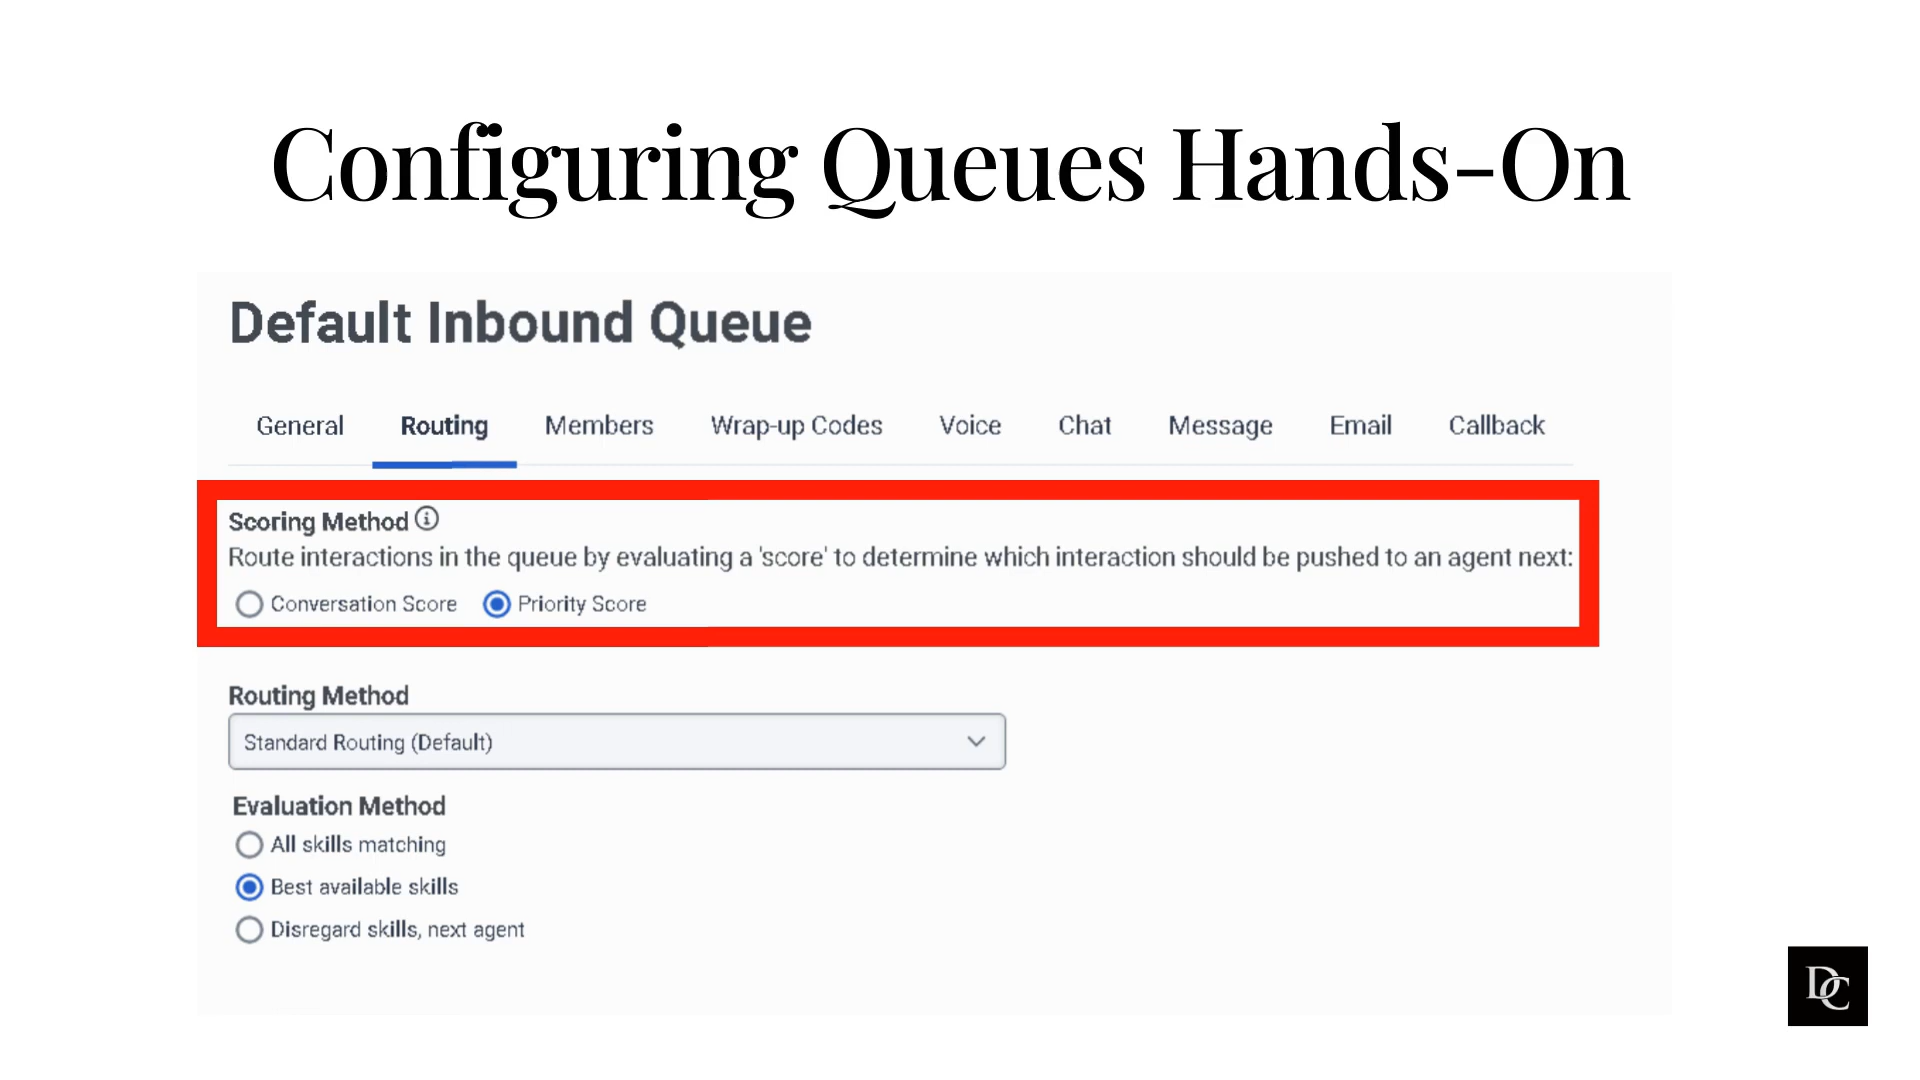 Configuring Queues Hands-On
Default Inbound Queue
General Routing Members Wrap-up Codes Voice Chat Message Email Callback
Scoring Method
Route interactions in the queue by evaluating a 'score' to determine which interaction should be pushed to an agent next:
Conversation Score Priority Score
Routing Method
Standard Routing (Default)
Evaluation Method
All skills matching
Best available skills
Disregard skills, next agent
DC